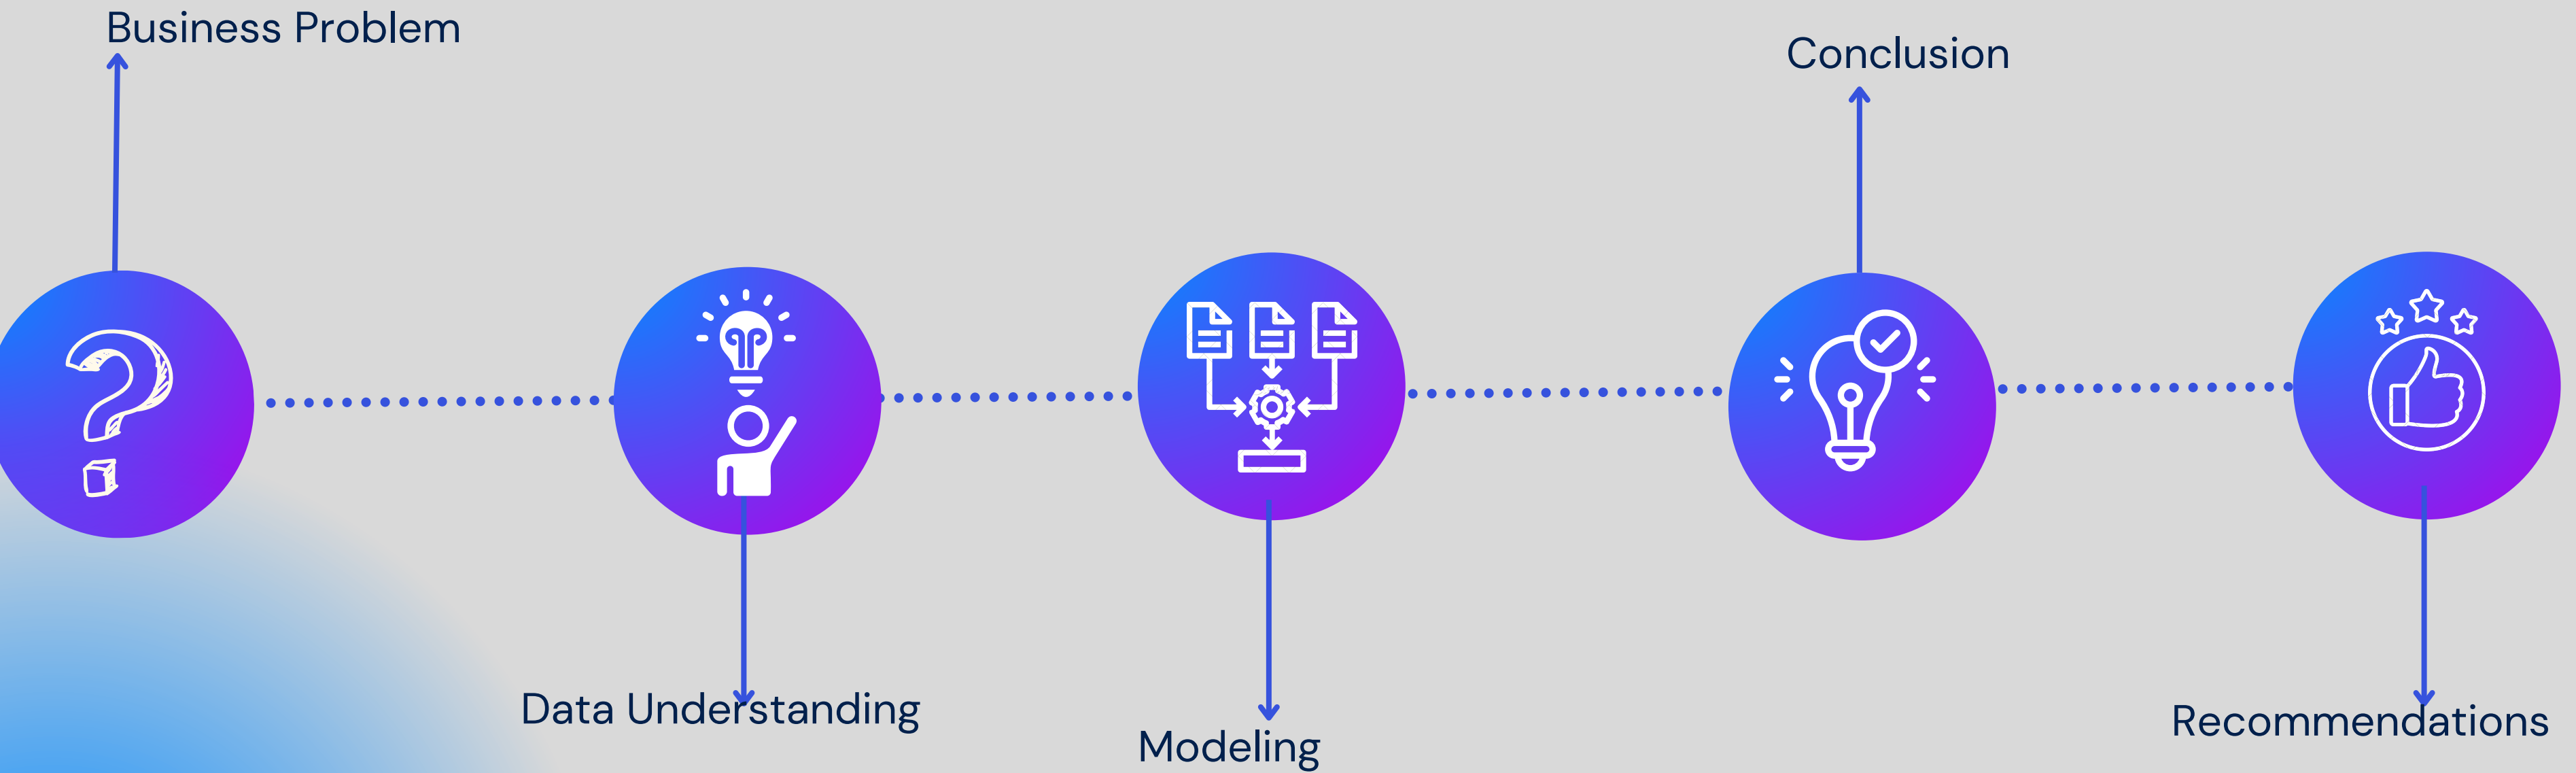 Business Problem
Data Understanding
Modeling
Conclusion
Recommendations